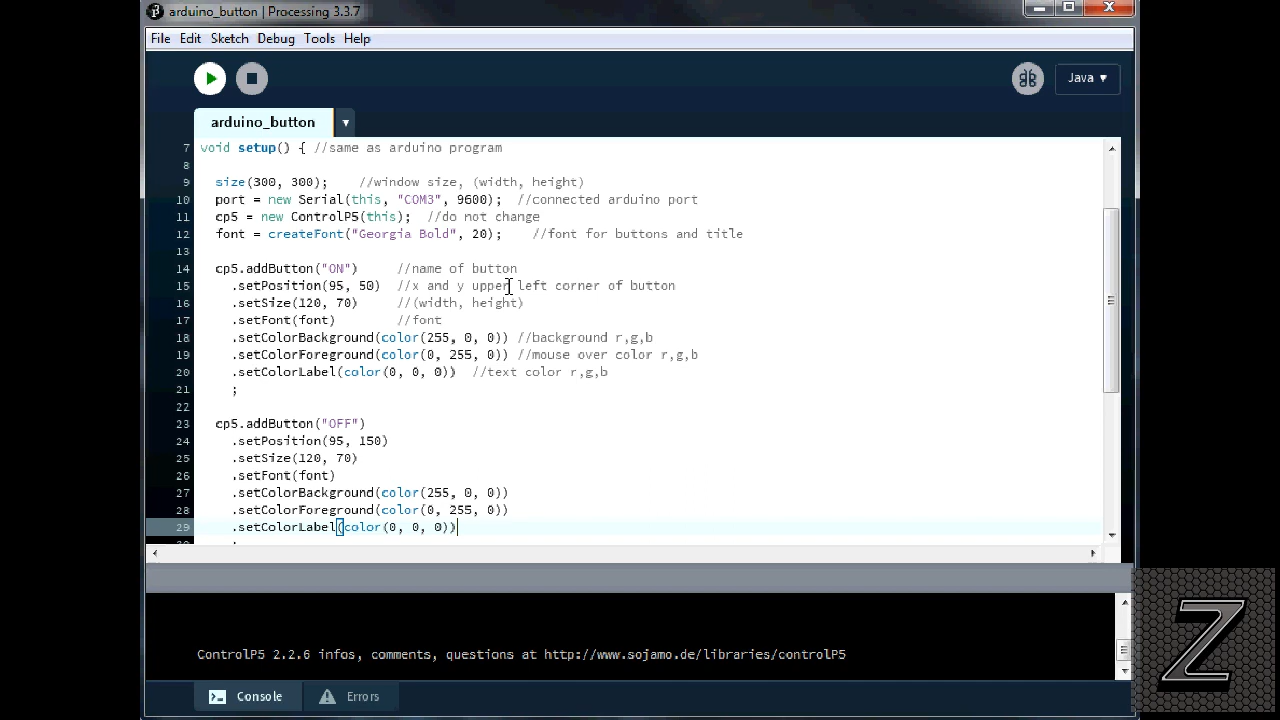 arduino_button | Processing 3.3.7
File Edit Sketch Debug Tools Help
Java ▾
arduino_button ▾
7 void setup() { //same as arduino program
8
9 size(300, 300); //window size, (width, height)
10 port = new Serial(this, "COM3", 9600); //connected arduino port
11 cp5 = new ControlP5(this); //do not change
12 font = createFont("Georgia Bold", 20); //font for buttons and title
13
14 cp5.addButton("ON") //name of button
15 .setPosition(95, 50) //x and y upper left corner of button
16 .setSize(120, 70) //(width, height)
17 .setFont(font) //font
18 .setColorBackground(color(255, 0, 0)) //background r,g,b
19 .setColorForeground(color(0, 255, 0)) //mouse over color r,g,b
20 .setColorLabel(color(0, 0, 0)) //text color r,g,b
21 ;
22
23 cp5.addButton("OFF")
24 .setPosition(95, 150)
25 .setSize(120, 70)
26 .setFont(font)
27 .setColorBackground(color(255, 0, 0))
28 .setColorForeground(color(0, 255, 0))
29 .setColorLabel(color(0, 0, 0))
ControlP5 2.2.6 infos, comments, questions at http://www.sojamo.de/libraries/controlP5
Console Errors
Z